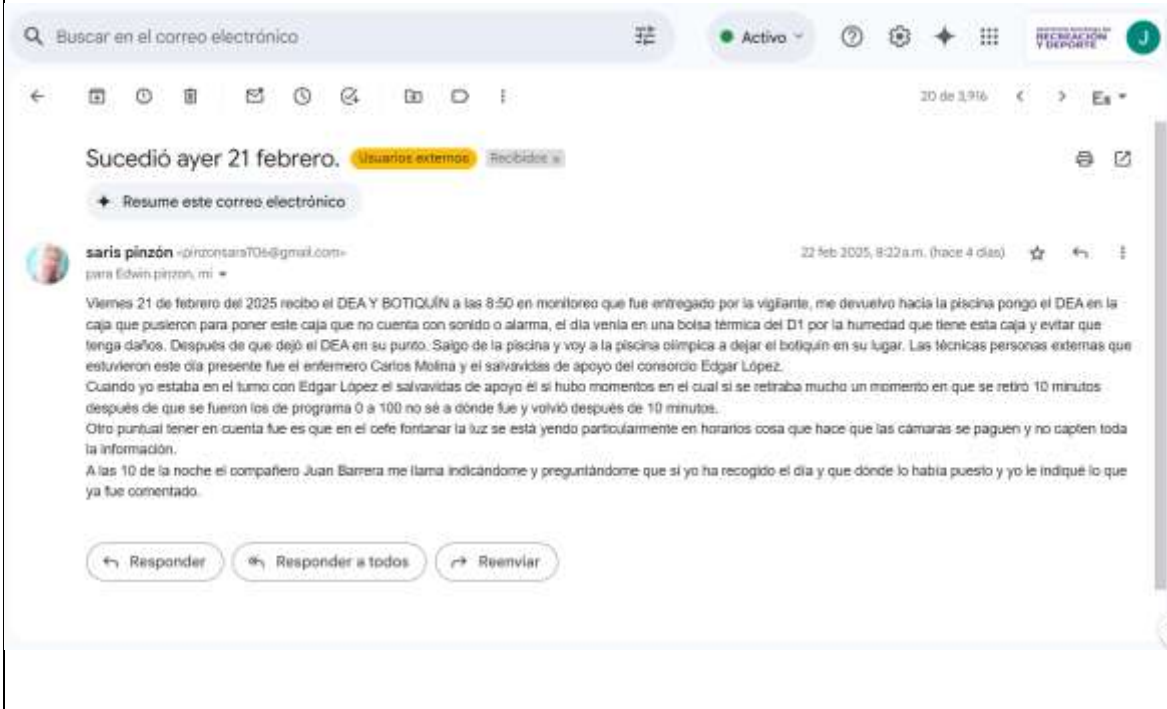 Buscar en el correo electrónico
Activo
RECREACIÓN
Y DEPORTE
J
20 de 3,916
Es
Sucedió ayer 21 febrero. Usuarios externos Recibidos x
Resume este correo electrónico
saris pinzón <pinzonsara706@gmail.com>
22 feb 2025, 8:22 a.m. (hace 4 días)
para Edwin.pinzon, mí
Viernes 21 de febrero del 2025 recibo el DEA Y BOTIQUÍN a las 8:50 en monitoreo que fue entregado por la vigilante, me devuelvo hacia la piscina pongo el DEA en la
caja que pusieron para poner este caja que no cuenta con sonido o alarma, el día venía en una bolsa térmica del D1 por la humedad que tiene esta caja y evitar que
tenga daños. Después de que dejó el DEA en su punto. Salgo de la piscina y voy a la piscina olímpica a dejar el botiquín en su lugar. Las técnicas personas externas que
estuvieron este día presente fue el enfermero Carlos Molina y el salvavidas de apoyo del consorcio Edgar López.
Cuando yo estaba en el turno con Edgar López el salvavidas de apoyo él si hubo momentos en el cual si se retiraba mucho un momento en que se retiró 10 minutos
después de que se fueron los de programa 0 a 100 no sé a dónde fue y volvió después de 10 minutos.
Otro puntual tener en cuenta fue es que en el cefe fontanar la luz se está yendo particularmente en horarios cosa que hace que las cámaras se paguen y no capten toda
la información.
A las 10 de la noche el compañero Juan Barrera me llama indicándome y preguntándome que si yo ha recogido el día y que dónde lo había puesto y yo le indiqué lo que
ya fue comentado.
Responder
Responder a todos
Reenviar